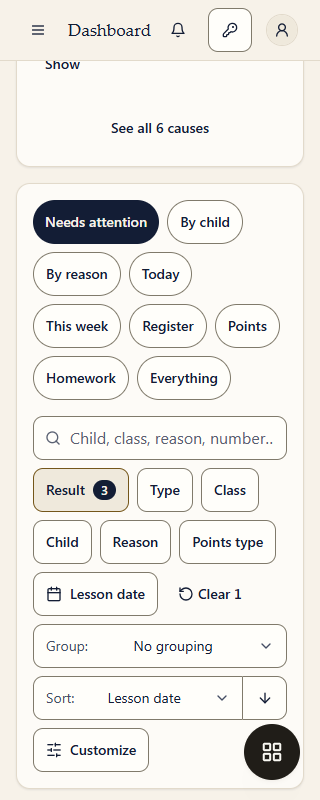 Dashboard
Show
See all 6 causes
Needs attention
By child
By reason
Today
This week
Register
Points
Homework
Everything
Child, class, reason, number..
Result 3
Type
Class
Child
Reason
Points type
Lesson date
Clear 1
Group: No grouping
Sort: Lesson date
Customize